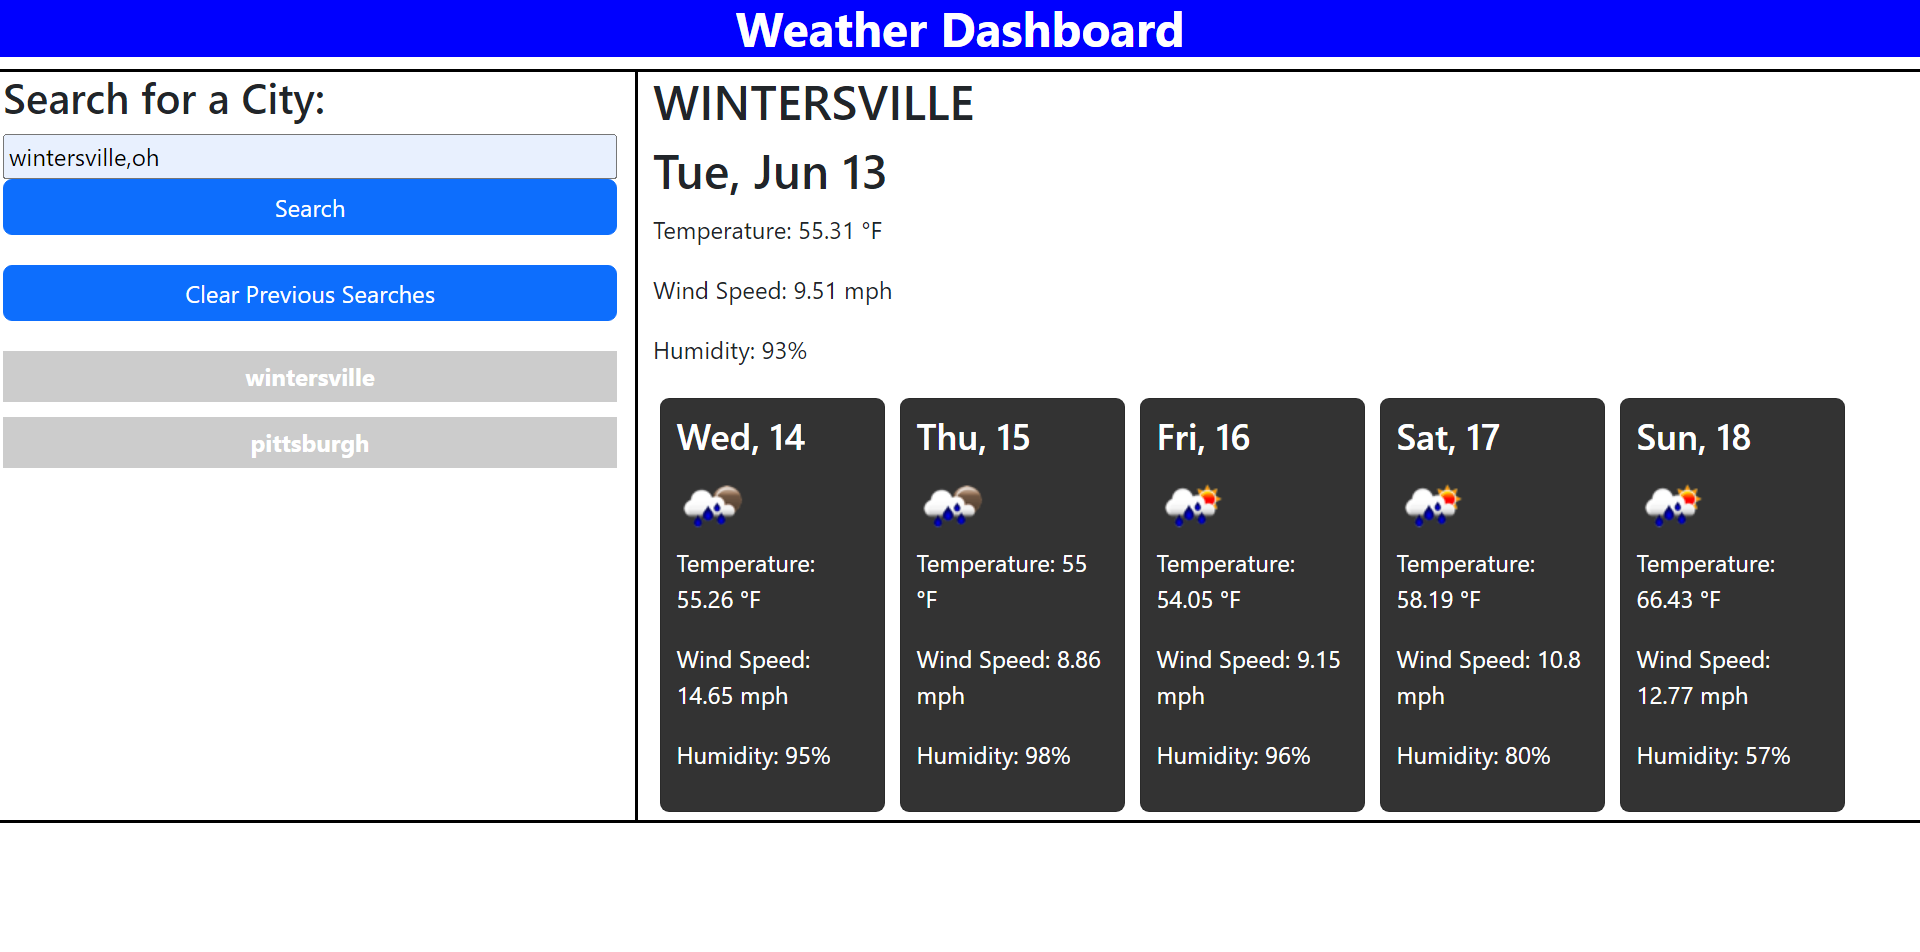 Weather Dashboard
Search for a City:
wintersville,oh
Search
Clear Previous Searches
wintersville
pittsburgh
WINTERSVILLE
Tue, Jun 13
Temperature: 55.31 °F
Wind Speed: 9.51 mph
Humidity: 93%
Wed, 14
Temperature:
55.26 °F
Wind Speed:
14.65 mph
Humidity: 95%
Thu, 15
Temperature: 55
°F
Wind Speed: 8.86
mph
Humidity: 98%
Fri, 16
Temperature:
54.05 °F
Wind Speed: 9.15
mph
Humidity: 96%
Sat, 17
Temperature:
58.19 °F
Wind Speed: 10.8
mph
Humidity: 80%
Sun, 18
Temperature:
66.43 °F
Wind Speed:
12.77 mph
Humidity: 57%